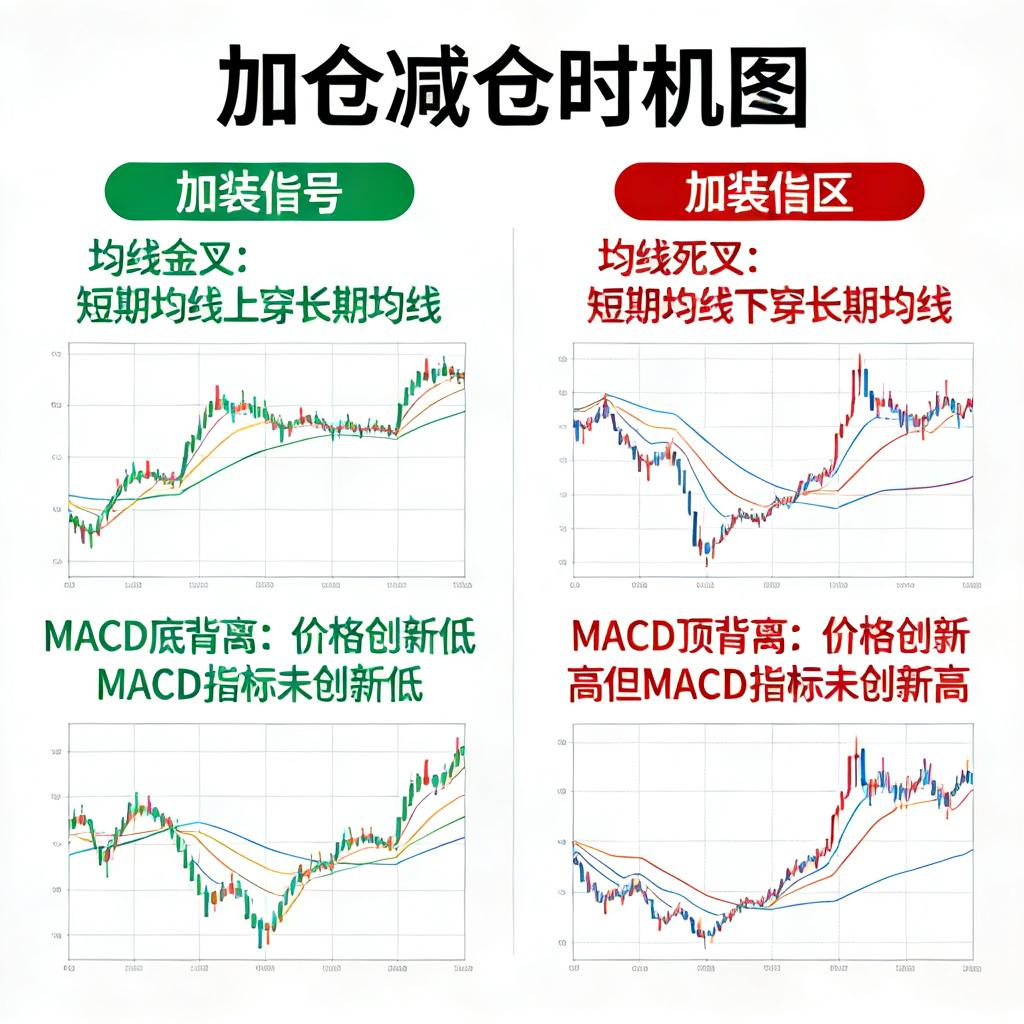 加仓减仓时机图
加装偣号
均线金叉：
短期均线上穿长期均线
MACD底背离：价格创新低
MACD指标未创新低
加装偣区
均线死叉：
短期均线下穿长期均线
MACD顶背离：价格创新
高但MACD指标未创新高